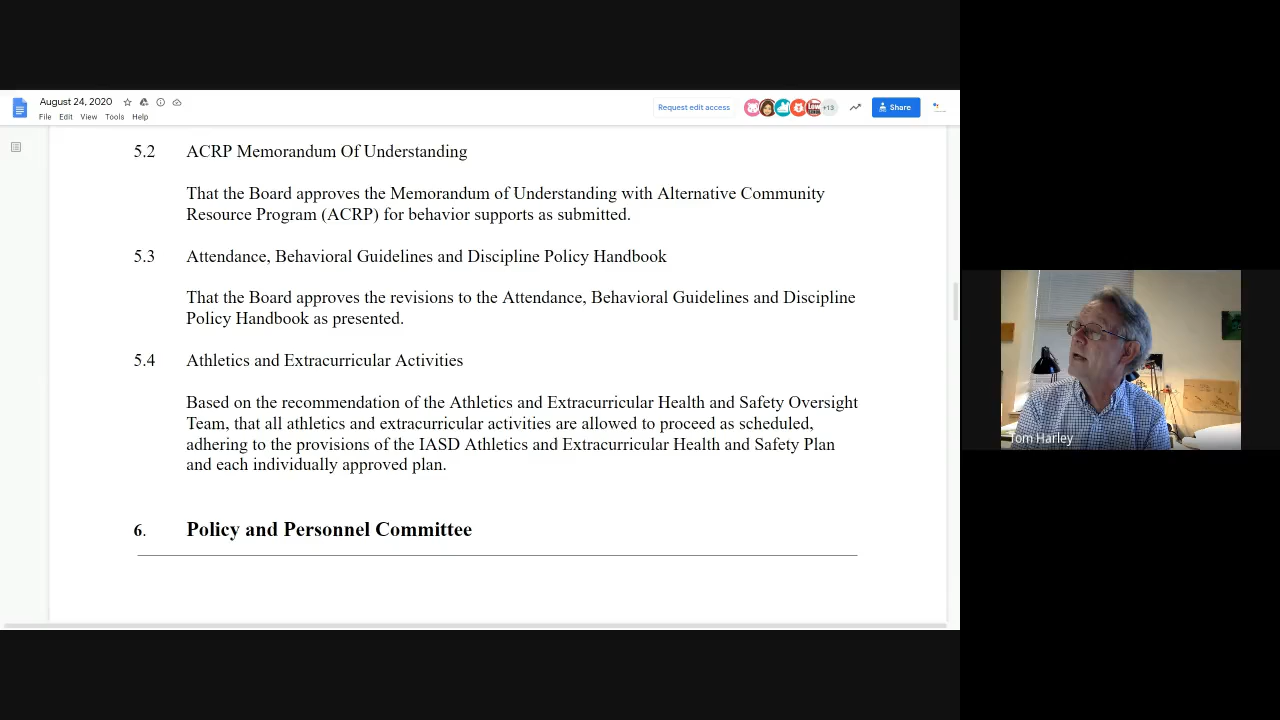 August 24, 2020
File Edit View Tools Help
Request edit access
+13
Share
5.2 ACRP Memorandum Of Understanding
That the Board approves the Memorandum of Understanding with Alternative Community
Resource Program (ACRP) for behavior supports as submitted.
5.3 Attendance, Behavioral Guidelines and Discipline Policy Handbook
That the Board approves the revisions to the Attendance, Behavioral Guidelines and Discipline
Policy Handbook as presented.
5.4 Athletics and Extracurricular Activities
Based on the recommendation of the Athletics and Extracurricular Health and Safety Oversight
Team, that all athletics and extracurricular activities are allowed to proceed as scheduled,
adhering to the provisions of the IASD Athletics and Extracurricular Health and Safety Plan
and each individually approved plan.
6. Policy and Personnel Committee
Tom Harley